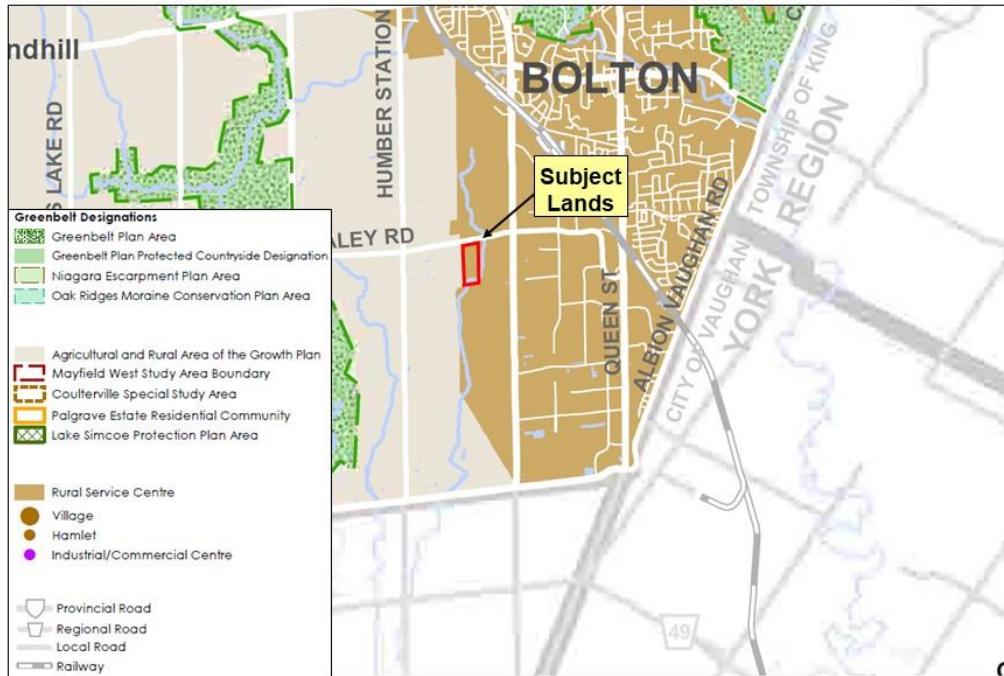 ndhill
S LAKE RD
HUMBER STATION
BOLTON
Subject
Lands
ALEY RD
QUEEN ST
ALBION VAUGHAN RD
CITY OF VAUGHAN
TOWNSHIP OF KING
YORK REGION
49
Greenbelt Designations
Greenbelt Plan Area
Greenbelt Plan Protected Countryside Designation
Niagara Escarpment Plan Area
Oak Ridges Moraine Conservation Plan Area
Agricultural and Rural Area of the Growth Plan
Mayfield West Study Area Boundary
Coulterville Special Study Area
Palgrave Estate Residential Community
Lake Simcoe Protection Plan Area
Rural Service Centre
Village
Hamlet
Industrial/Commercial Centre
Provincial Road
Regional Road
Local Road
Railway